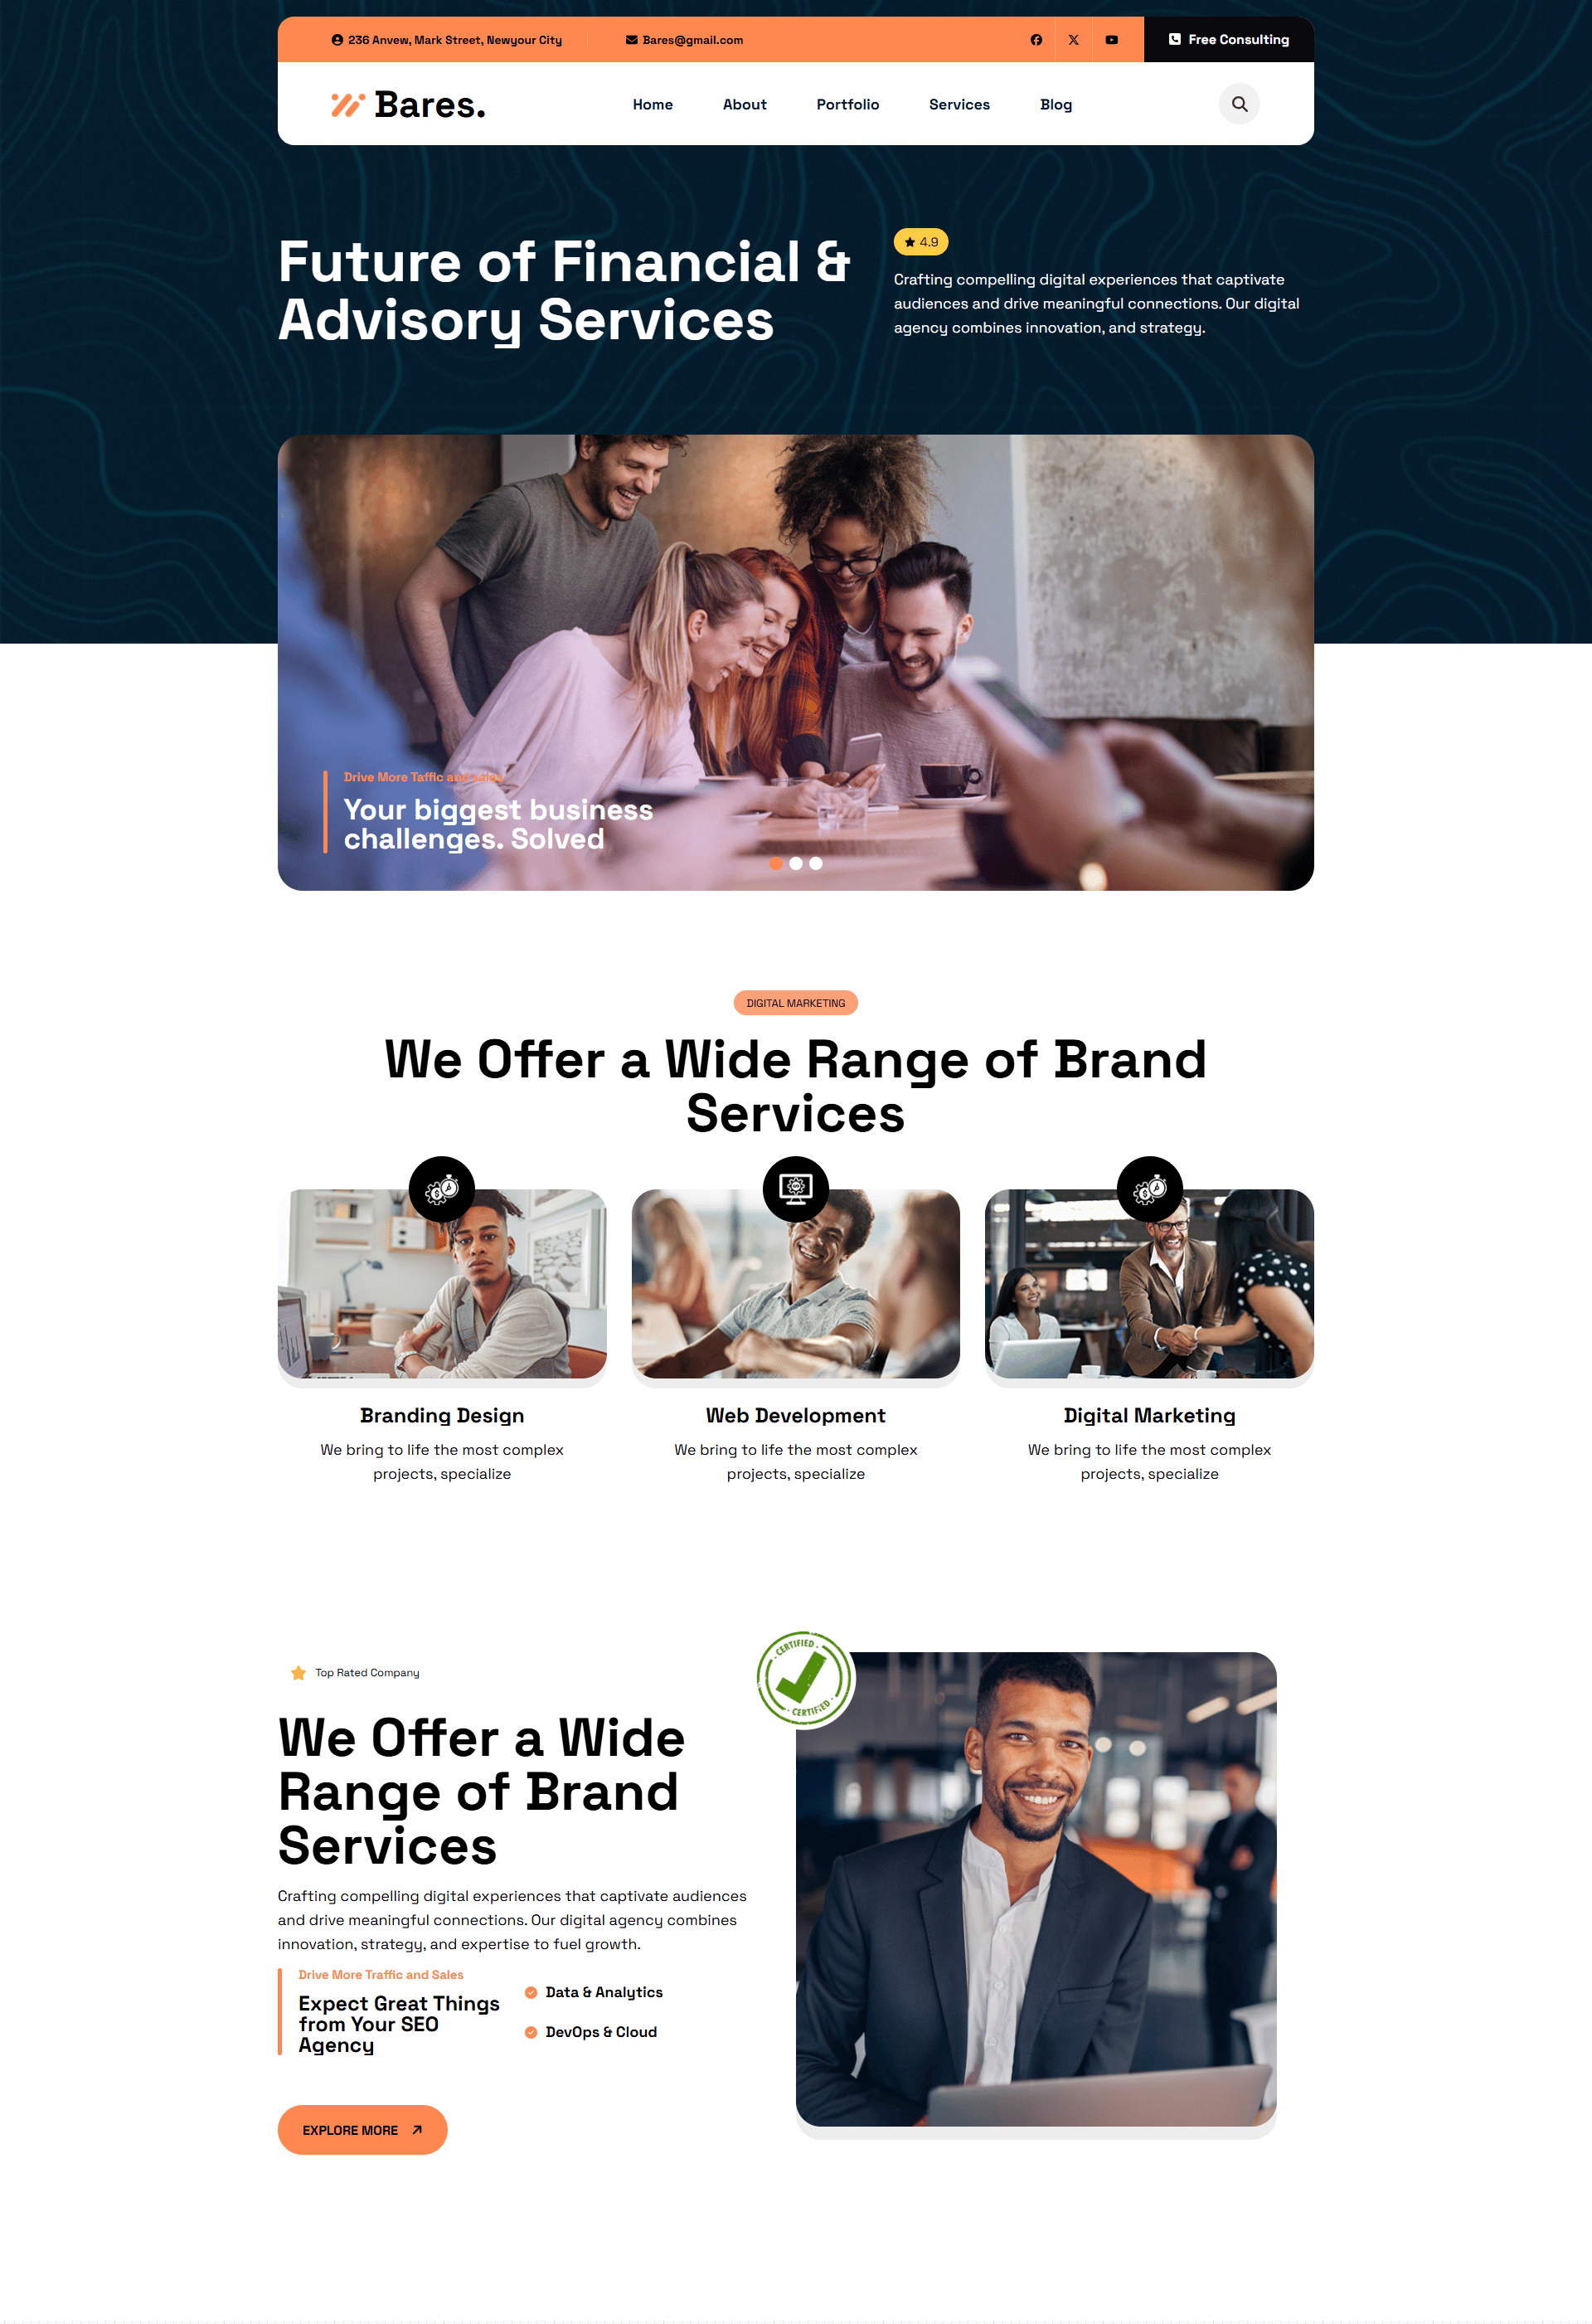 236 Anvew, Mark Street, Newyour City
Bares@gmail.com
Free Consulting
Bares.
Home
About
Portfolio
Services
Blog
Future of Financial &
Advisory Services
4.9
Crafting compelling digital experiences that captivate
audiences and drive meaningful connections. Our digital
agency combines innovation, and strategy.
Drive More Taffic and sales
Your biggest business
challenges. Solved
DIGITAL MARKETING
We Offer a Wide Range of Brand
Services
Branding Design
We bring to life the most complex
projects, specialize
Web Development
We bring to life the most complex
projects, specialize
Digital Marketing
We bring to life the most complex
projects, specialize
Top Rated Company
We Offer a Wide
Range of Brand
Services
Crafting compelling digital experiences that captivate audiences
and drive meaningful connections. Our digital agency combines
innovation, strategy, and expertise to fuel growth.
Drive More Traffic and Sales
Expect Great Things
from Your SEO
Agency
Data & Analytics
DevOps & Cloud
EXPLORE MORE
CERTIFIED
CERTIFIED